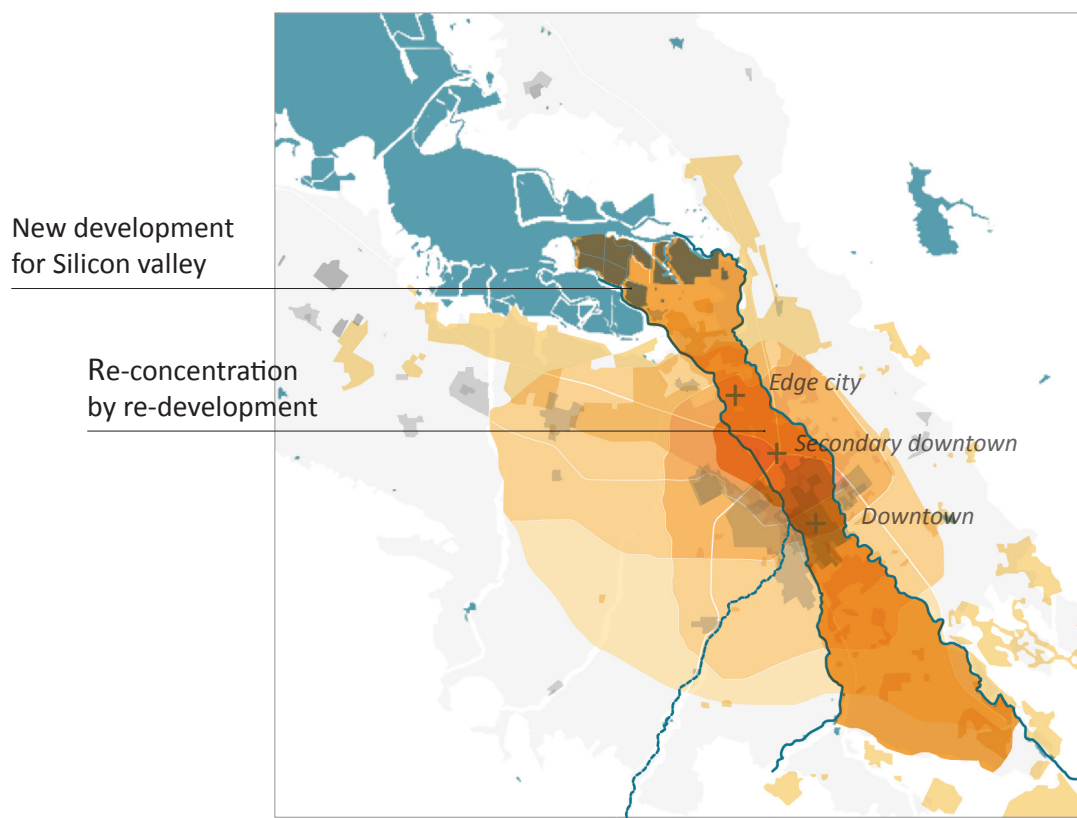 New development
for Silicon valley
Re-concentration
by re-development
Edge city
Secondary downtown
Downtown